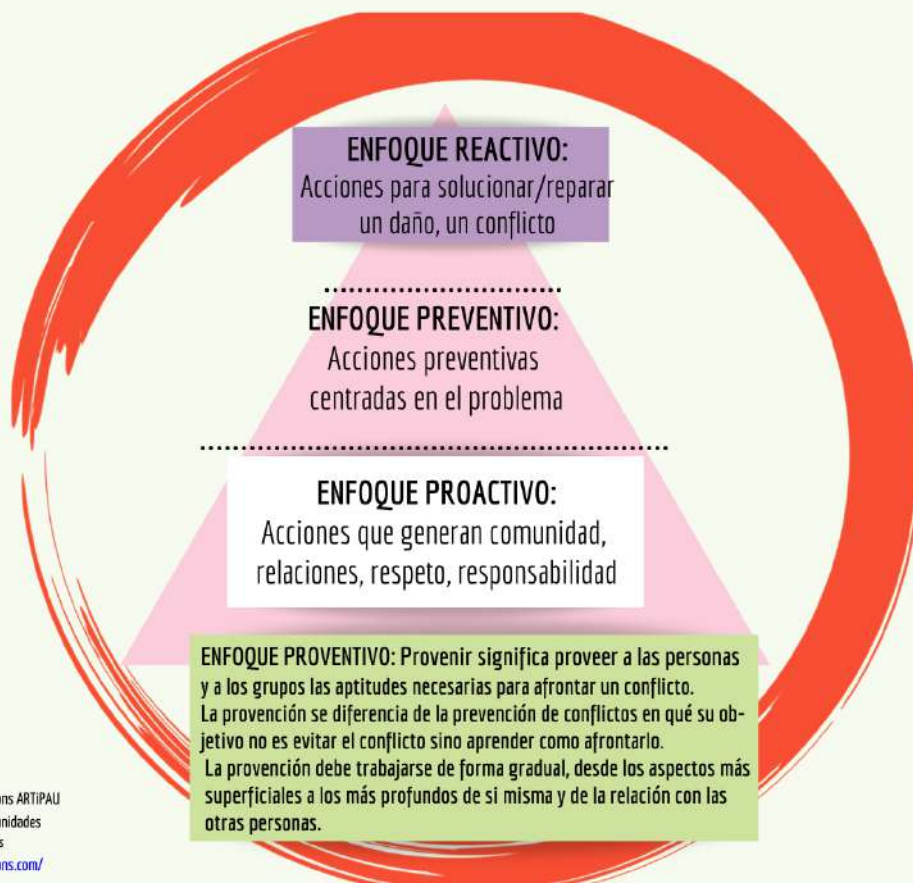 ENFOQUE REACTIVO:
Acciones para solucionar/reparar
un daño, un conflicto
ENFOQUE PREVENTIVO:
Acciones preventivas
centradas en el problema
ENFOQUE PROACTIVO:
Acciones que generan comunidad,
relaciones, respeto, responsabilidad
ENFOQUE PROVENTIVO: Provenir significa proveer a las personas
y a los grupos las aptitudes necesarias para afrontar un conflicto.
La provención se diferencia de la prevención de conflictos en qué su ob-
jetivo no es evitar el conflicto sino aprender como afrontarlo.
La provención debe trabajarse de forma gradual, desde los aspectos más
superficiales a los más profundos de si misma y de la relación con las
otras personas.
ARTiPAU